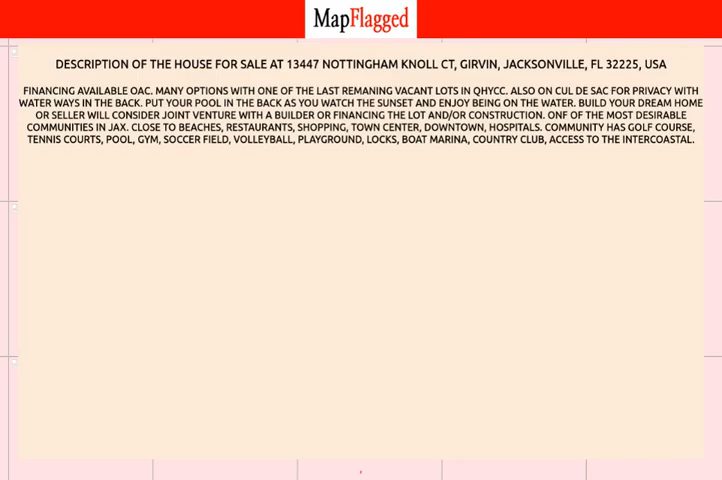 MapFlagged
DESCRIPTION OF THE HOUSE FOR SALE AT 13447 NOTTINGHAM KNOLL CT, GIRVIN, JACKSONVILLE, FL 32225, USA
FINANCING AVAILABLE OAC. MANY OPTIONS WITH ONE OF THE LAST REMANING VACANT LOTS IN QHYCC. ALSO ON CUL DE SAC FOR PRIVACY WITH
WATER WAYS IN THE BACK. PUT YOUR POOL IN THE BACK AS YOU WATCH THE SUNSET AND ENJOY BEING ON THE WATER. BUILD YOUR DREAM HOME
OR SELLER WILL CONSIDER JOINT VENTURE WITH A BUILDER OR FINANCING THE LOT AND/OR CONSTRUCTION. ONF OF THE MOST DESIRABLE
COMMUNITIES IN JAX. CLOSE TO BEACHES, RESTAURANTS, SHOPPING, TOWN CENTER, DOWNTOWN, HOSPITALS. COMMUNITY HAS GOLF COURSE,
TENNIS COURTS, POOL, GYM, SOCCER FIELD, VOLLEYBALL, PLAYGROUND, LOCKS, BOAT MARINA, COUNTRY CLUB, ACCESS TO THE INTERCOASTAL.